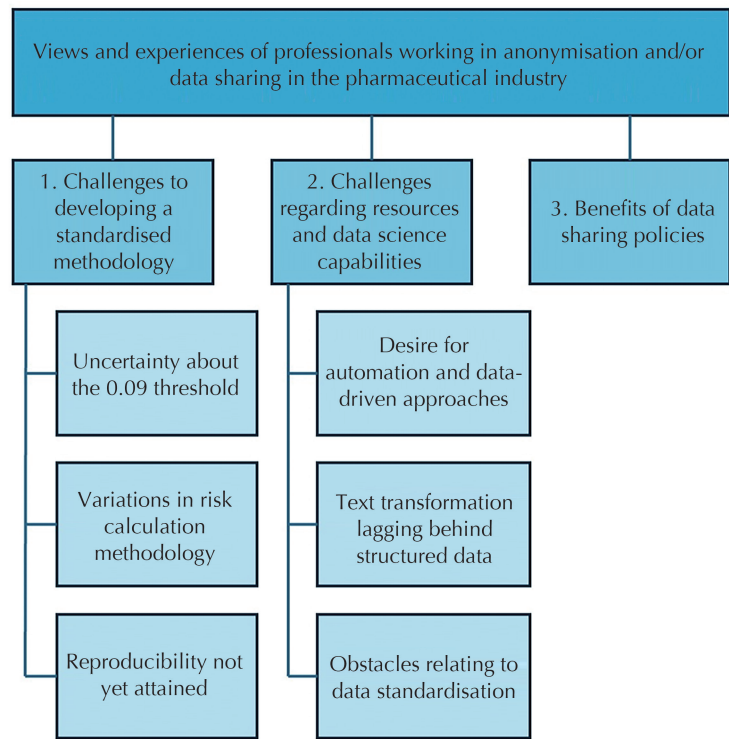 Views and experiences of professionals working in anonymisation and/or
data sharing in the pharmaceutical industry
1. Challenges to
developing a
standardised
methodology
2. Challenges
regarding resources
and data science
capabilities
3. Benefits of data
sharing policies
Uncertainty about
the 0.09 threshold
Desire for
automation and data-
driven approaches
Variations in risk
calculation
methodology
Text transformation
lagging behind
structured data
Reproducibility not
yet attained
Obstacles relating to
data standardisation